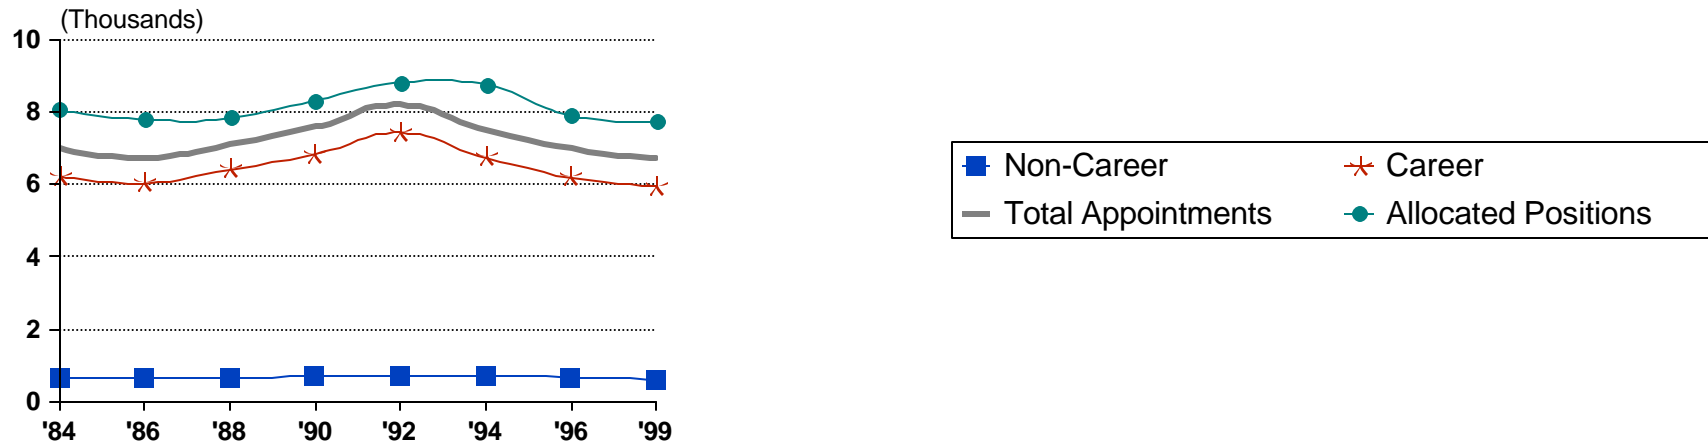 (Thousands)
10
8
6
4
2
0
'84 '86 '88 '90 '92 '94 '96 '99
Non-Career Career
Total Appointments Allocated Positions